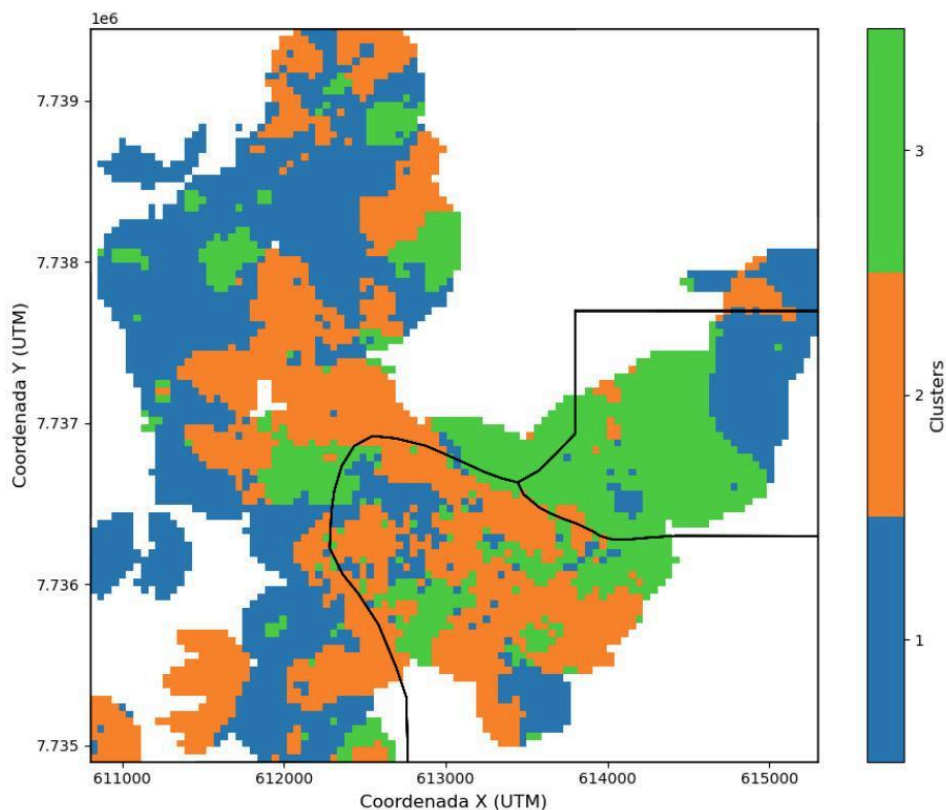 1e6
7.739
7.738
7.737
7.736
7.735
Coordenada Y (UTM)
611000 612000 613000 614000 615000
Coordenada X (UTM)
3
2
1
Clusters